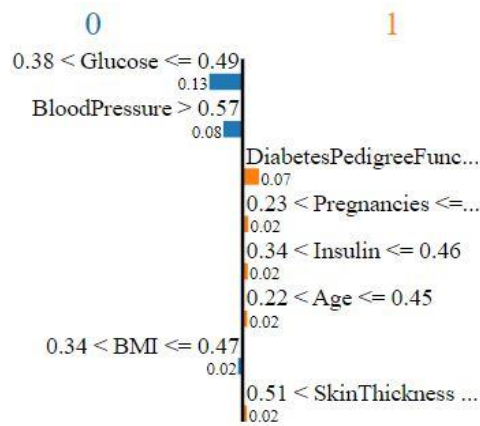 0 1
0.38 < Glucose <= 0.49
0.13
BloodPressure > 0.57
0.08
DiabetesPedigreeFunc...
0.07
0.23 < Pregnancies <=...
0.02
0.34 < Insulin <= 0.46
0.02
0.22 < Age <= 0.45
0.02
0.34 < BMI <= 0.47
0.02
0.51 < SkinThickness ...
0.02